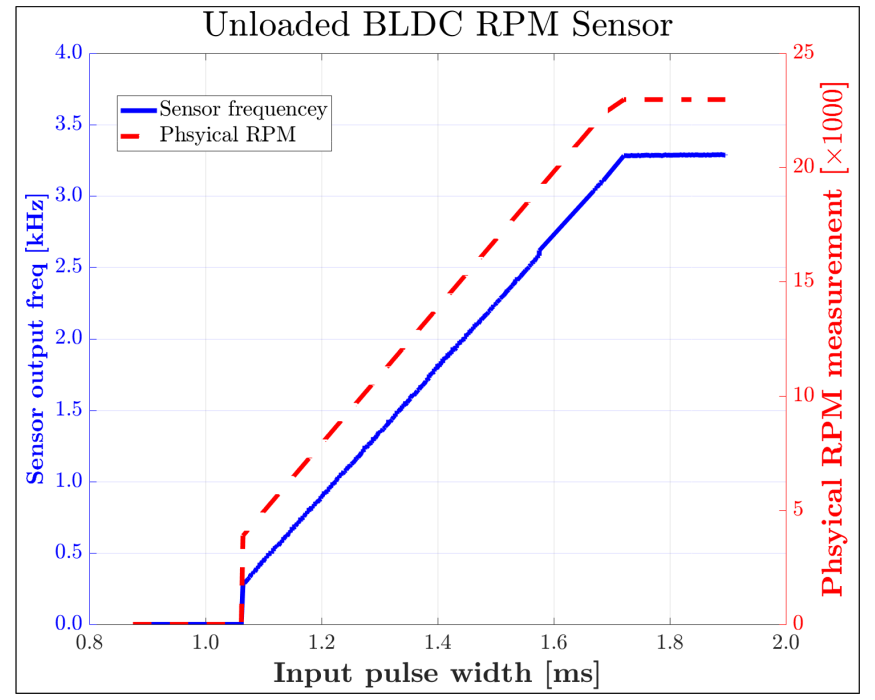 Unloaded BLDC RPM Sensor
Sensor frequencey
Phsyical RPM
Sensor output freq [kHz]
4.0
3.5
3.0
2.5
2.0
1.5
1.0
0.5
0.0
Phsyical RPM measurement [×1000]
25
20
15
10
5
0
0.8 1.0 1.2 1.4 1.6 1.8 2.0
Input pulse width [ms]